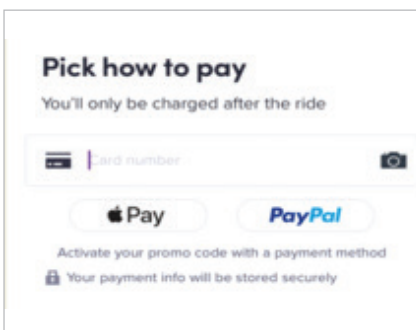 Pick how to pay
You'll only be charged after the ride
Card number
Pay
PayPal
Activate your promo code with a payment method
Your payment info will be stored securely